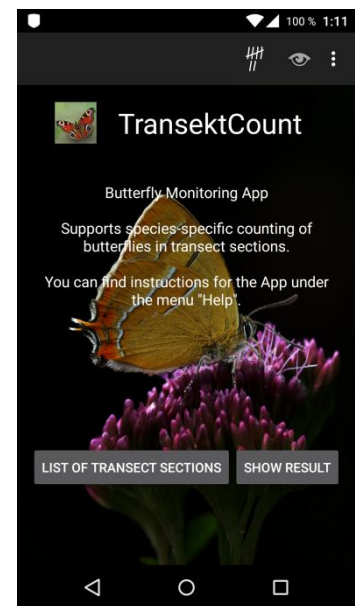 100 % 1:11
TransektCount
Butterfly Monitoring App
Supports species-specific counting of
butterflies in transect sections.
You can find instructions for the App under
the menu "Help".
LIST OF TRANSECT SECTIONS
SHOW RESULT